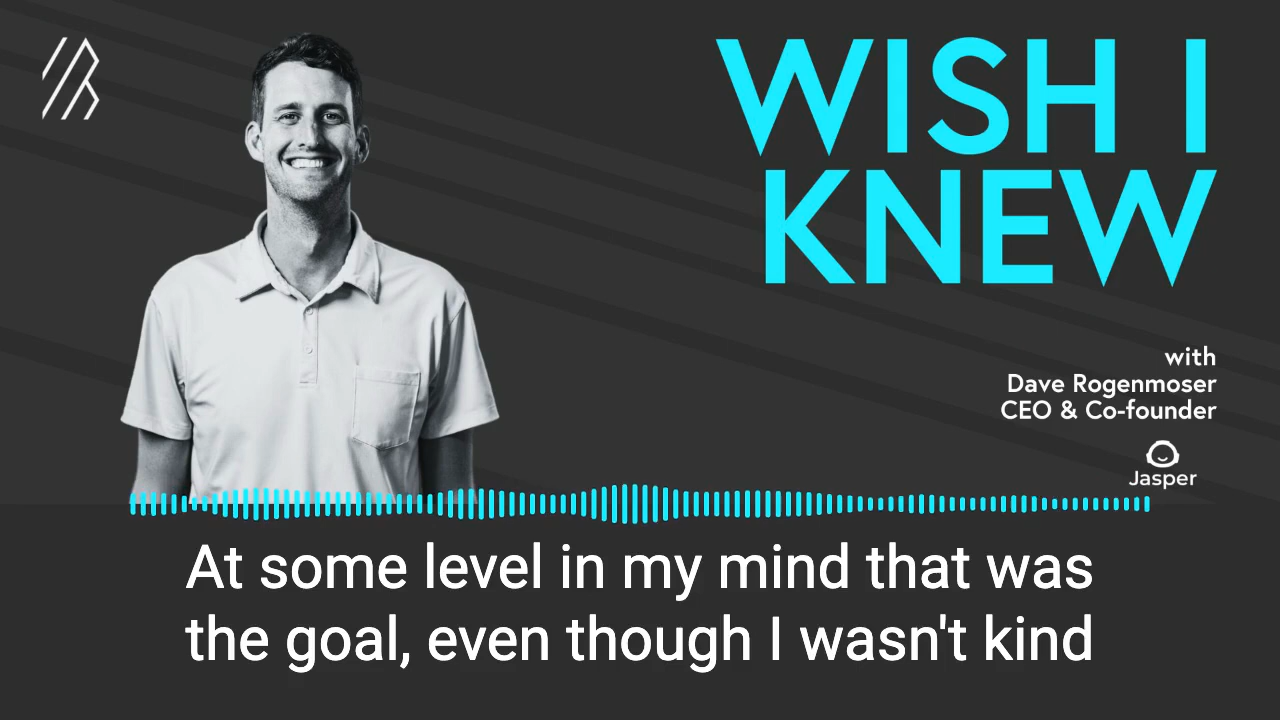 WISH I
KNEW
with
Dave Rogenmoser
CEO & Co-founder
Jasper
At some level in my mind that was
the goal, even though I wasn't kind